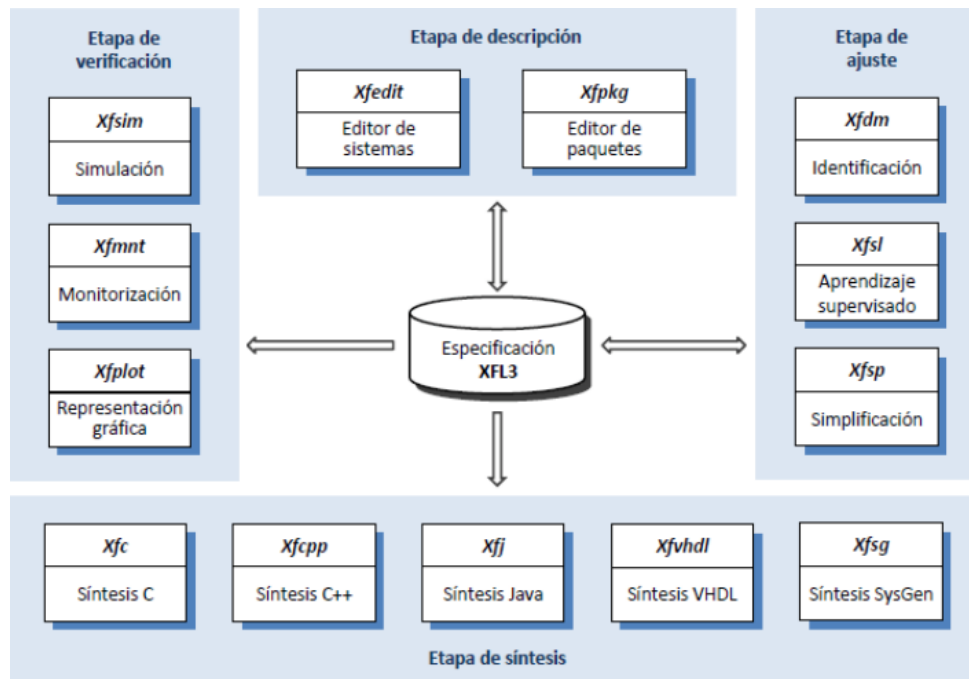 Etapa de
verificación
Xfsim
Simulación
Xfmnt
Monitorización
Xfplot
Representación
gráfica
Etapa de descripción
Xfedit
Editor de
sistemas
Xfpkg
Editor de
paquetes
Etapa de
ajuste
Xfdm
Identificación
Xfsl
Aprendizaje
supervisado
Xfsp
Simplificación
Especificación
XFL3
Xfc
Síntesis C
Xfcpp
Síntesis C++
Xfj
Síntesis Java
Xfvhdl
Síntesis VHDL
Xfsg
Síntesis SysGen
Etapa de síntesis